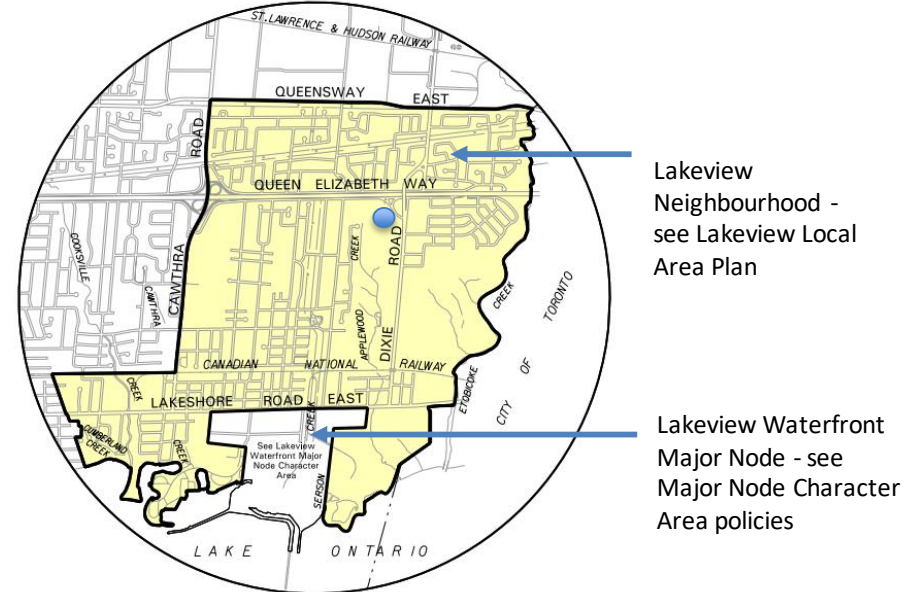 ST. LAWRENCE & HUDSON RAILWAY
QUEENSWAY EAST
ROAD
QUEEN ELIZABETH WAY
COOKSVILLE
CREEK
CAWTHRA
CAWTHRA
CREEK
ROAD
CREEK
APPLEWOOD
DIXIE
TORONTO
OF
CITY
ETOBICOKE
CANADIAN NATIONAL RAILWAY
CREEK
LAKESHORE ROAD EAST
CUMBERLAND
CREEK
CREEK
CREEK
See Lakeview
Waterfront Major
Node Character
Area
SERSON
LAKE ONTARIO
Lakeview
Neighbourhood -
see Lakeview Local
Area Plan
Lakeview Waterfront
Major Node - see
Major Node Character
Area policies